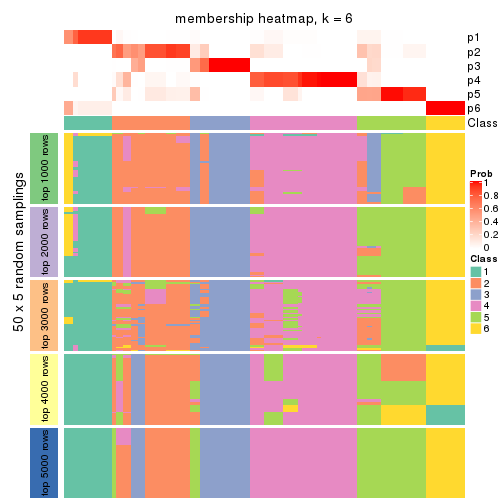 membership heatmap, k = 6
p1
p2
p3
p4
p5
p6
Class
50 x 5 random samplings
top 1000 rows
top 2000 rows
top 3000 rows
top 4000 rows
top 5000 rows
Prob
1
0.8
0.6
0.4
0.2
0
Class
1
2
3
4
5
6